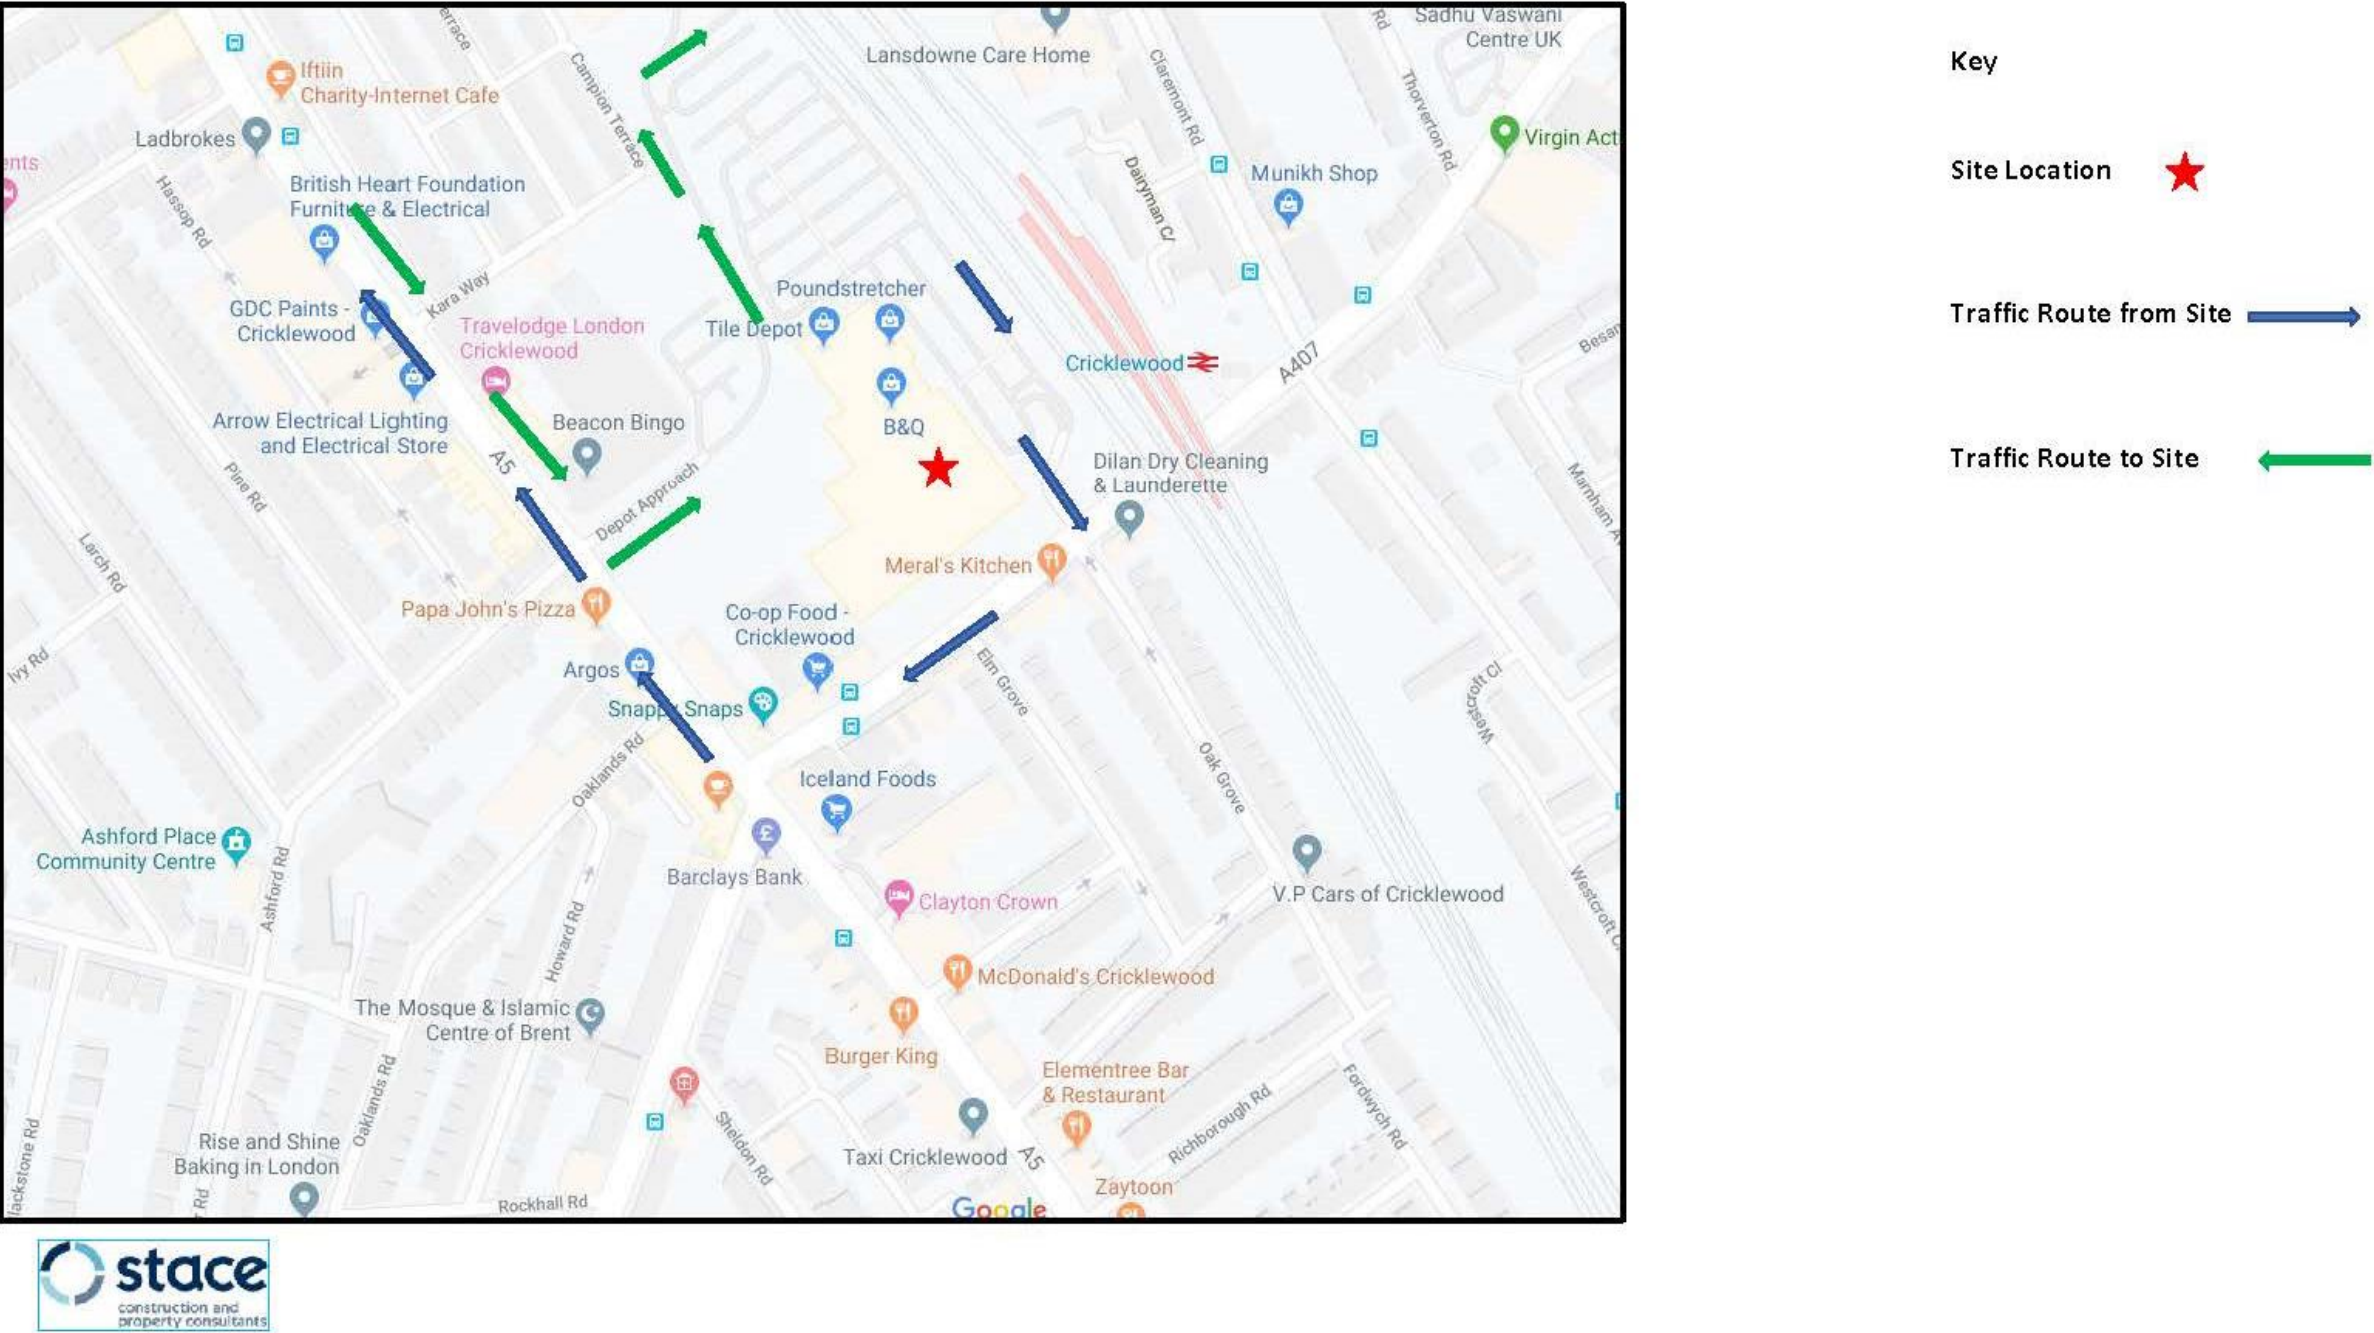 Sadhu Vaswani
Centre UK
Lansdowne Care Home
Iftiin
Charity-Internet Cafe
Campion Terrace
Claremont Rd
Thorverton Rd
Rd
Ladbrokes
Virgin Act
British Heart Foundation
Furniture & Electrical
Hassop Rd
Dairyman Cl
Munikh Shop
Kara Way
Poundstretcher
GDC Paints -
Cricklewood
Travelodge London
Cricklewood
Tile Depot
Cricklewood
A407
Arrow Electrical Lighting
and Electrical Store
Beacon Bingo
B&Q
A5
Pine Rd
Depot Approach
Dilan Dry Cleaning
& Launderette
Larch Rd
Meral's Kitchen
Papa John's Pizza
Co-op Food -
Cricklewood
Ivy Rd
Argos
Elm Grove
Westcroft Cl
Snappy Snaps
Oaklands Rd
Oak Grove
Iceland Foods
Ashford Place
Community Centre
Ashford Rd
Barclays Bank
V.P Cars of Cricklewood
Clayton Crown
Howard Rd
McDonald's Cricklewood
The Mosque & Islamic
Centre of Brent
Burger King
Oaklands Rd
Elementree Bar
& Restaurant
Richborough Rd
Fordwych Rd
Sheldon Rd
Rise and Shine
Baking in London
Taxi Cricklewood
A5
Zaytoon
Rd
Rockhall Rd
Google
Key
Site Location
Traffic Route from Site
Traffic Route to Site
stace
construction and
property consultants